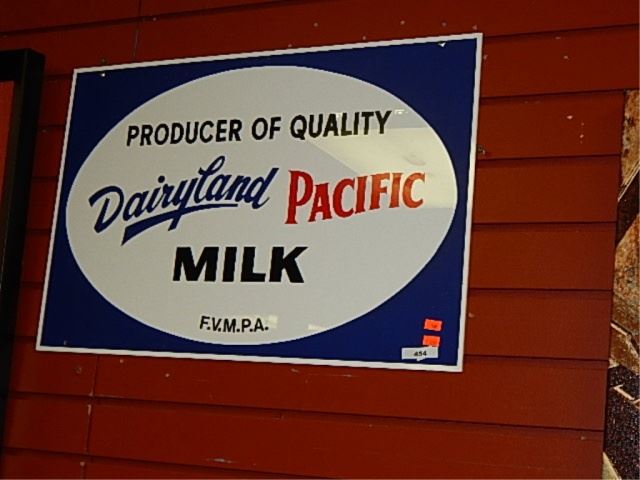 PRODUCER OF QUALITY
Dairyland PACIFIC
MILK
F.V.M.P.A.
454